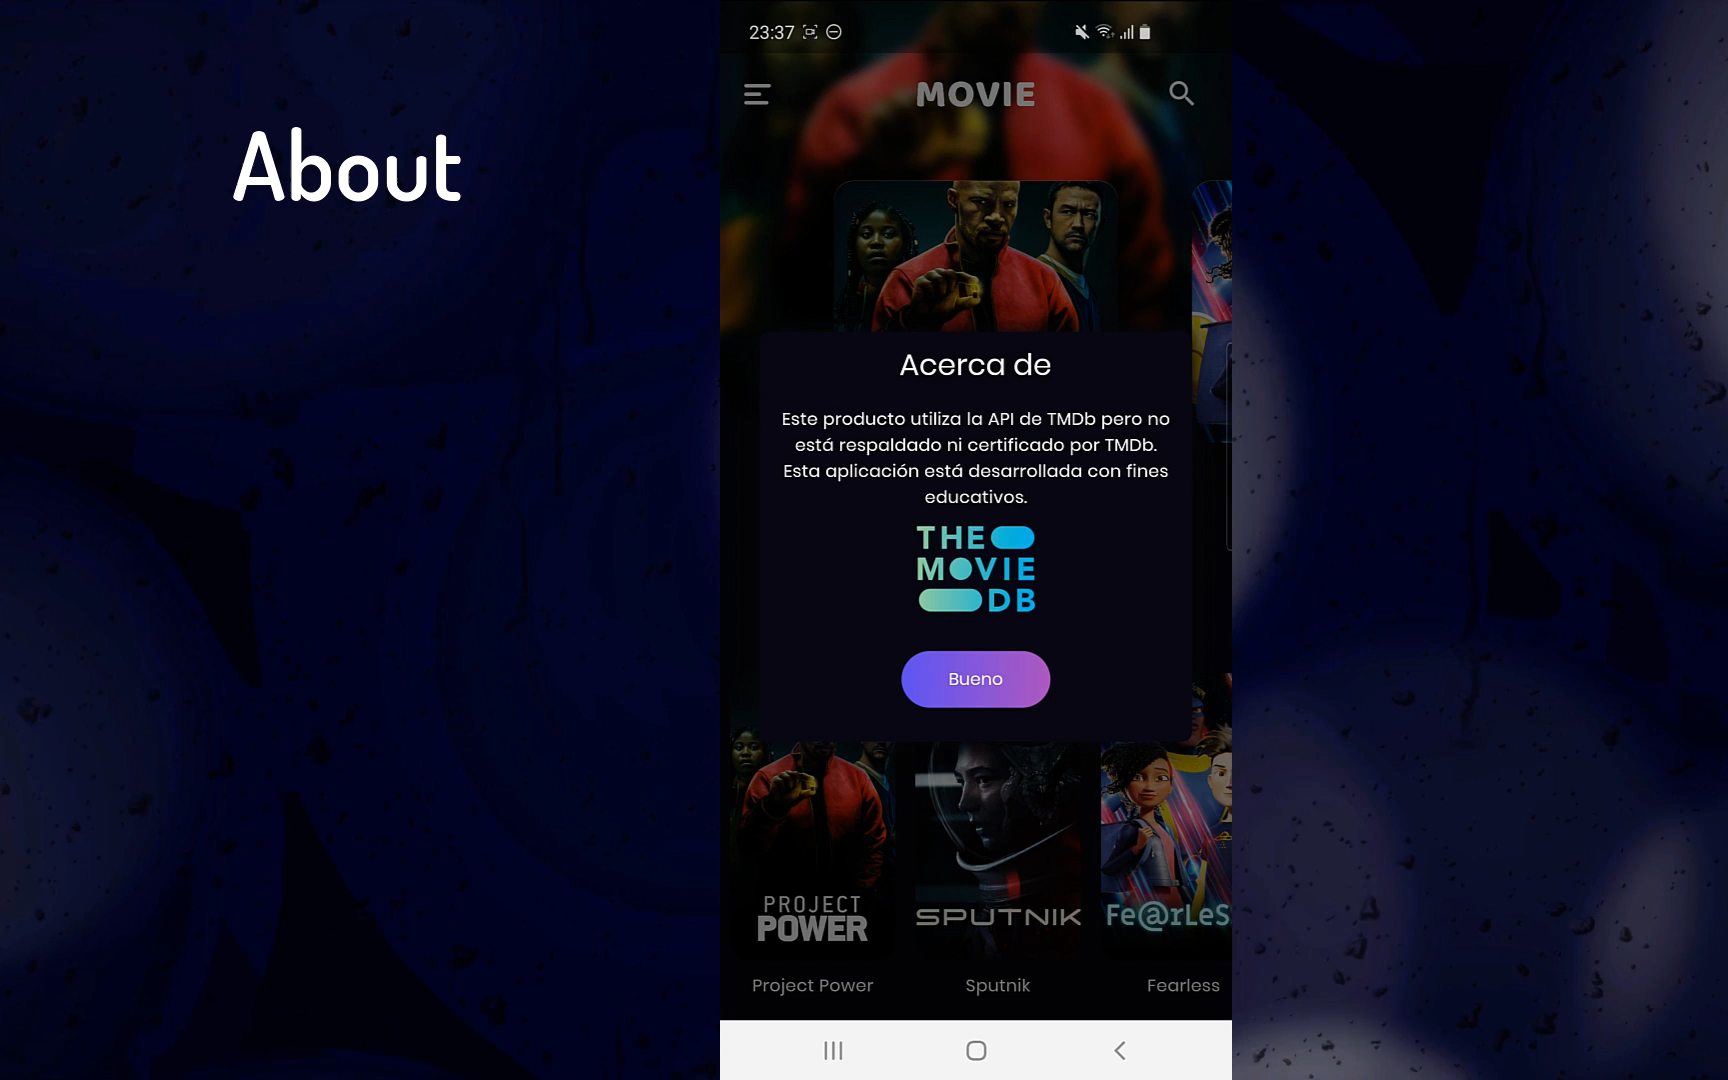 About
23:37
MOVIE
Acerca de
Este producto utiliza la API de TMDb pero no
está respaldado ni certificado por TMDb.
Esta aplicación está desarrollada con fines
educativos.
THE
MOVIE
DB
Bueno
PROJECT
POWER
SPUTNIK
Fe@rLeS
Project Power
Sputnik
Fearless